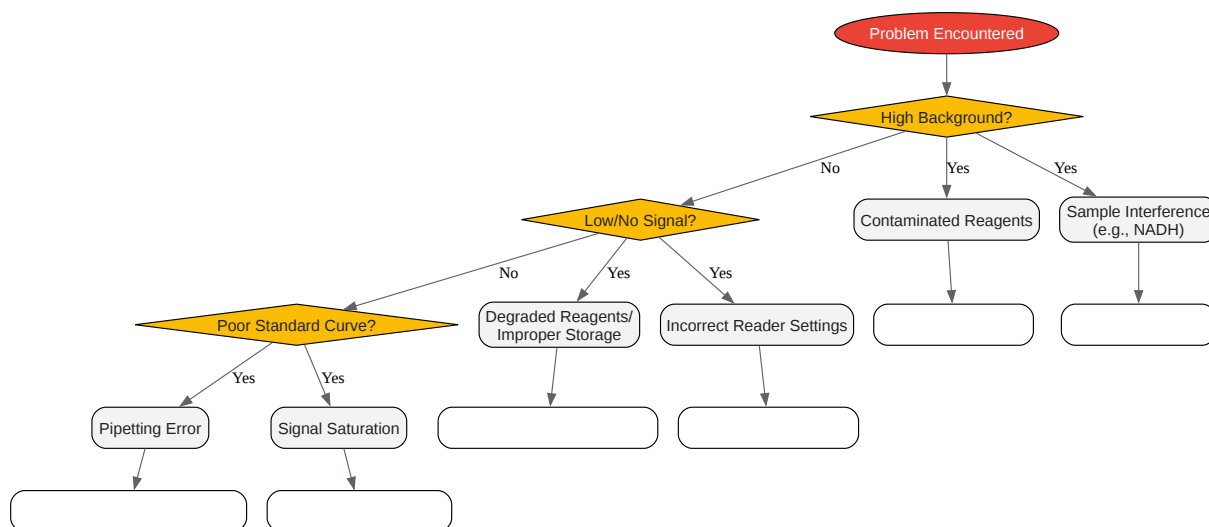 Problem Encountered
High Background?
No
Yes
Yes
Low/No Signal?
Contaminated Reagents
Sample Interference
(e.g., NADH)
No
Yes
Yes
Poor Standard Curve?
Degraded Reagents/
Improper Storage
Incorrect Reader Settings
Yes
Yes
Pipetting Error
Signal Saturation